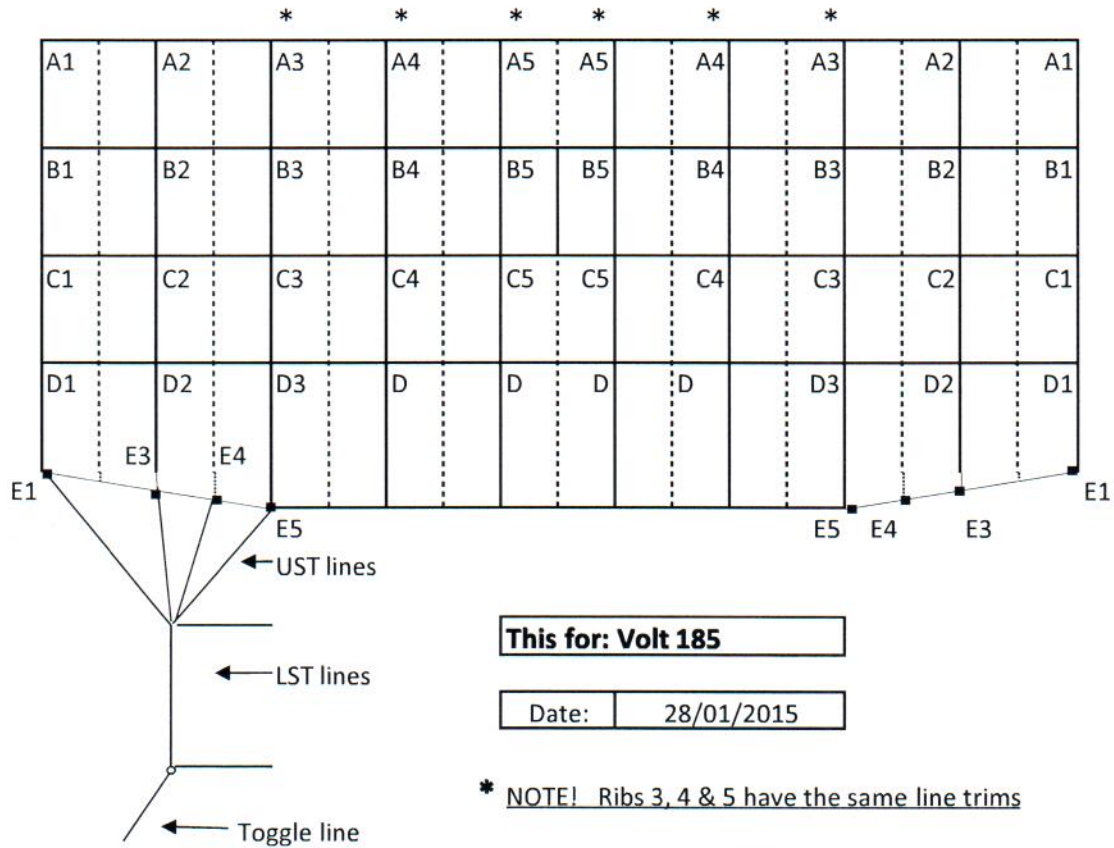 * * * * * *
A1 A2 A3 A4 A5 A5 A4 A3 A2 A1
B1 B2 B3 B4 B5 B5 B4 B3 B2 B1
C1 C2 C3 C4 C5 C5 C4 C3 C2 C1
D1 D2 D3 D D D D D3 D2 D1
E3 E4
E1 E1
E5 E5 E4 E3
UST lines
This for: Volt 185
LST lines
Date: 28/01/2015
* NOTE! Ribs 3, 4 & 5 have the same line trims
Toggle line